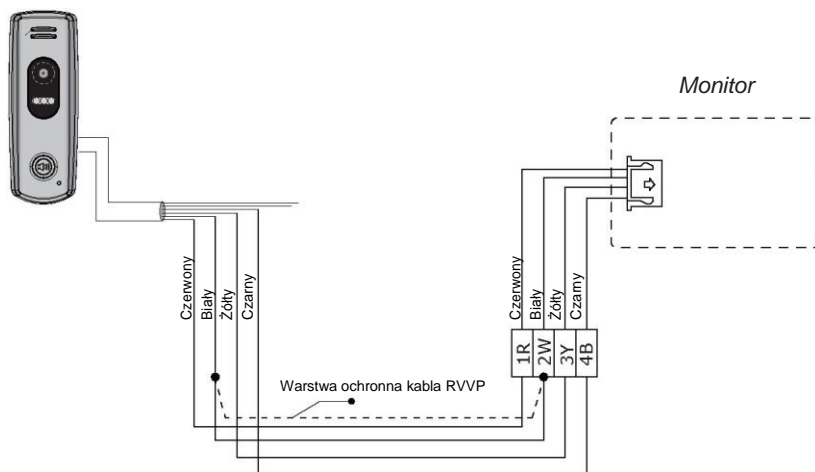 Monitor
Czerwony
Biały
Żółty
Czarny
Czerwony
Biały
Żółty
Czarny
1R
2W
3Y
4B
Warstwa ochronna kabla RVVP